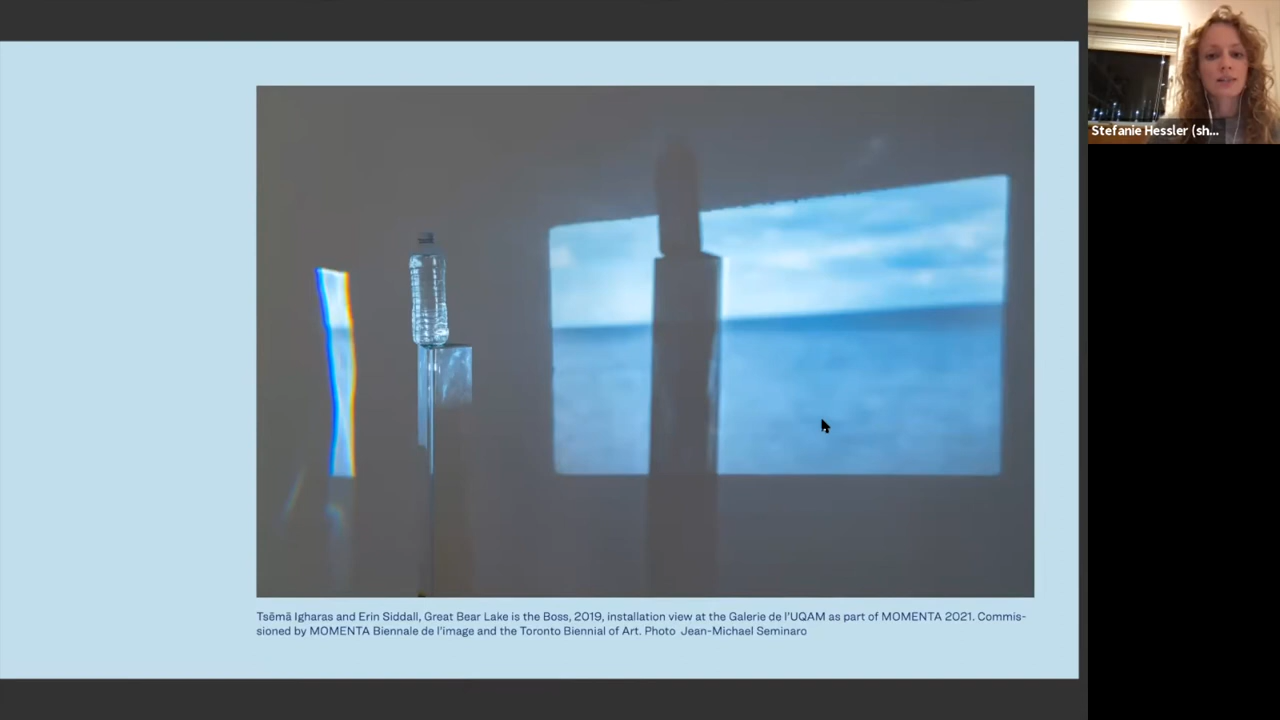 Stefanie Hessler (sh...
Tsēmā Igharas and Erin Siddall, Great Bear Lake is the Boss, 2019, installation view at the Galerie de l'UQAM as part of MOMENTA 2021. Commis-
sioned by MOMENTA Biennale de l'image and the Toronto Biennial of Art. Photo Jean-Michael Seminaro